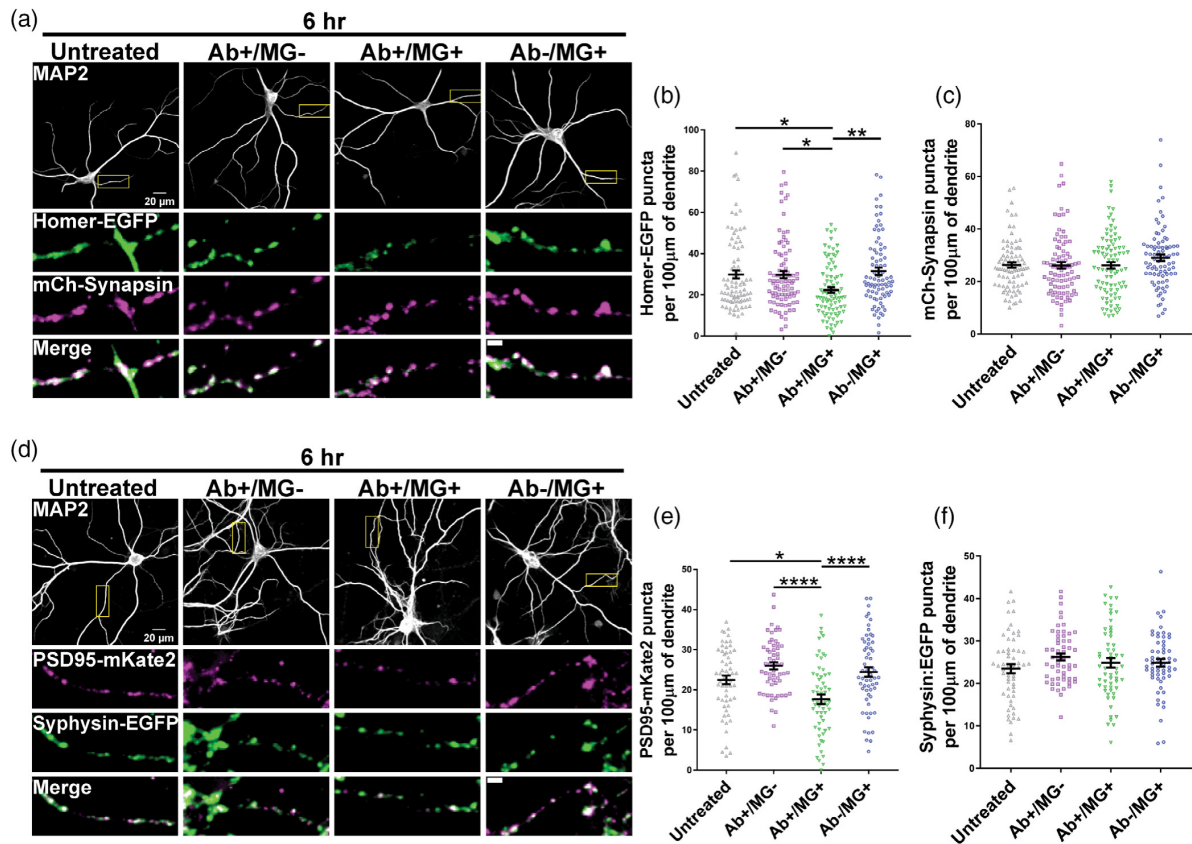 (a)
6 hr
Untreated Ab+/MG- Ab+/MG+ Ab-/MG+
MAP2
20 µm
Homer-EGFP
mCh-Synapsin
Merge
(b)
Homer-EGFP puncta
per 100µm of dendrite
100
80
60
40
20
0
* * **
Untreated Ab+/MG- Ab+/MG+ Ab-/MG+
(c)
mCh-Synapsin puncta
per 100µm of dendrite
80
60
40
20
0
Untreated Ab+/MG- Ab+/MG+ Ab-/MG+
(d)
6 hr
Untreated Ab+/MG- Ab+/MG+ Ab-/MG+
MAP2
20 µm
PSD95-mKate2
Syphysin-EGFP
Merge
(e)
PSD95-mKate2 puncta
per 100µm of dendrite
50
40
30
20
10
0
* **** ****
Untreated Ab+/MG- Ab+/MG+ Ab-/MG+
(f)
Syphysin:EGFP puncta
per 100µm of dendrite
50
40
30
20
10
0
Untreated Ab+/MG- Ab+/MG+ Ab-/MG+